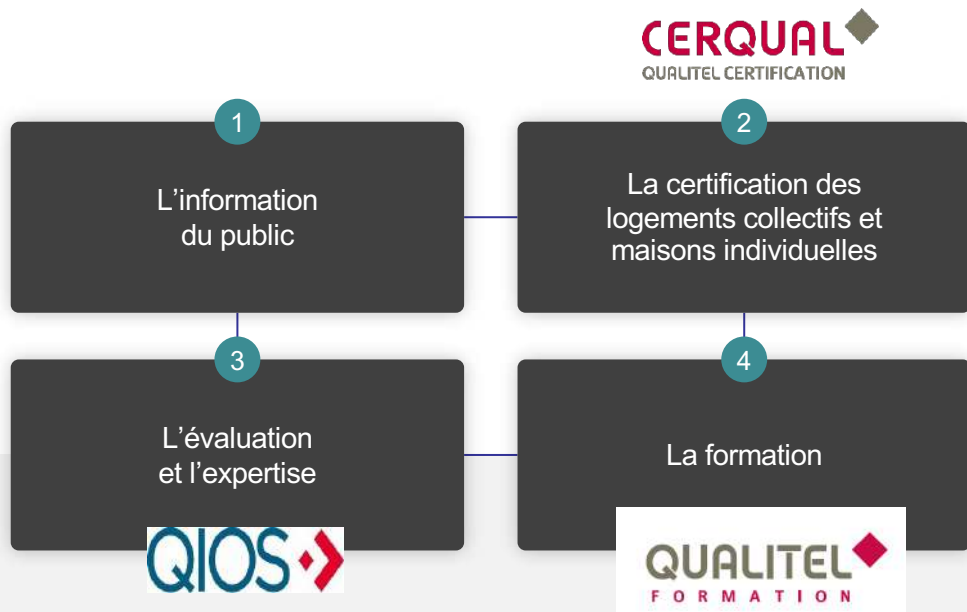 CERQUAL
QUALITEL CERTIFICATION
1
L’information
du public
2
La certification des
logements collectifs et
maisons individuelles
3
L’évaluation
et l’expertise
QIOS
4
La formation
QUALITEL
FORMATION